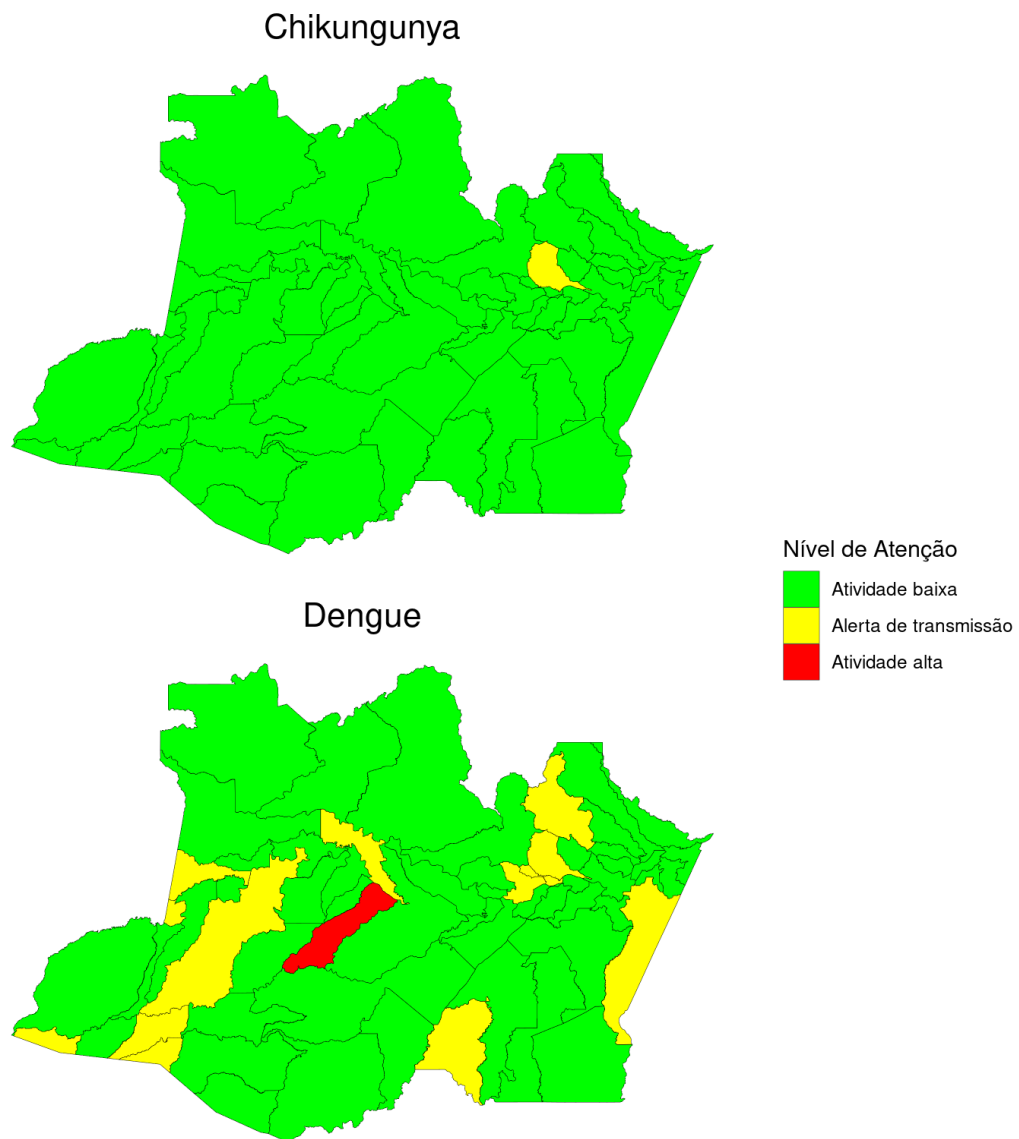 Chikungunya
Nível de Atenção
Atividade baixa
Alerta de transmissão
Atividade alta
Dengue